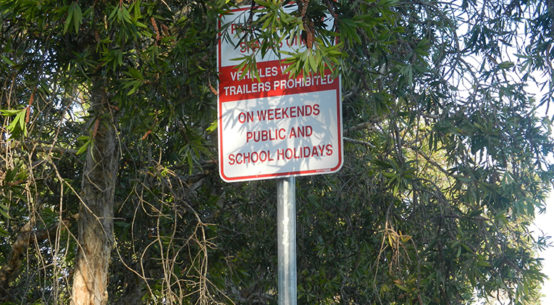 VEHICLES
TRAILERS PROHIBITED
ON WEEKENDS
PUBLIC AND
SCHOOL HOLIDAYS